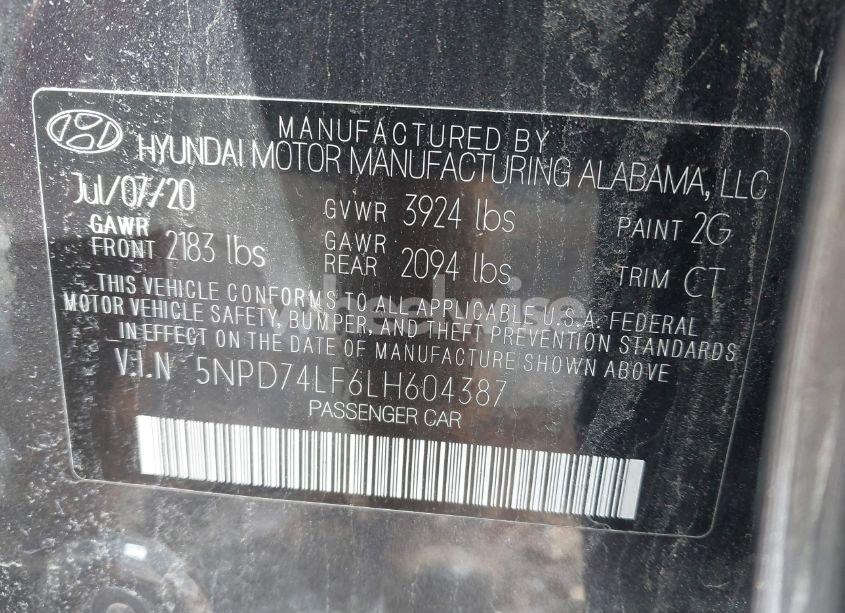 MANUFACTURED BY
HYUNDAI MOTOR MANUFACTURING ALABAMA, LLC
Jul/07/20 GVWR 3924 lbs PAINT 2G
GAWR FRONT 2183 lbs GAWR REAR 2094 lbs TRIM CT
THIS VEHICLE CONFORMS TO ALL APPLICABLE U.S.A. FEDERAL
MOTOR VEHICLE SAFETY, BUMPER, AND THEFT PREVENTION STANDARDS
IN EFFECT ON THE DATE OF MANUFACTURE SHOWN ABOVE
V.I.N 5NPD74LF6LH604387
PASSENGER CAR